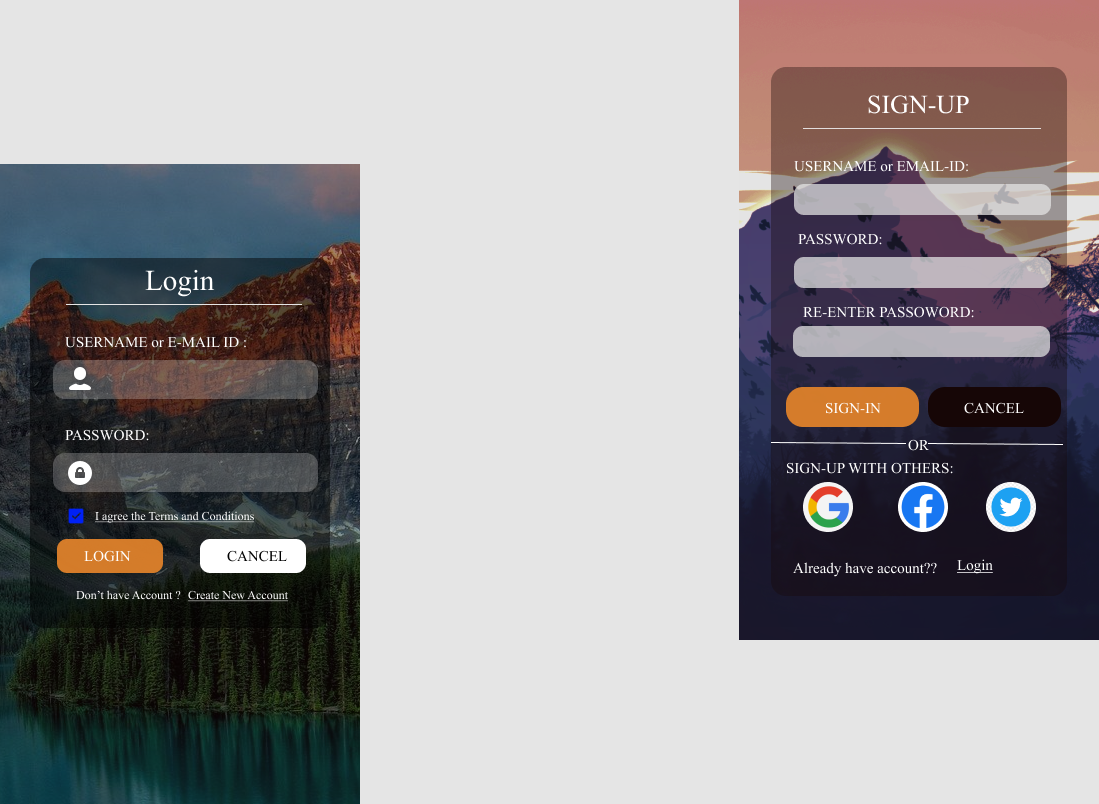 Login
USERNAME or E-MAIL ID :
PASSWORD:
I agree the Terms and Conditions
LOGIN CANCEL
Don't have Account ? Create New Account
SIGN-UP
USERNAME or EMAIL-ID:
PASSWORD:
RE-ENTER PASSOWORD:
SIGN-IN CANCEL
OR
SIGN-UP WITH OTHERS:
Already have account?? Login